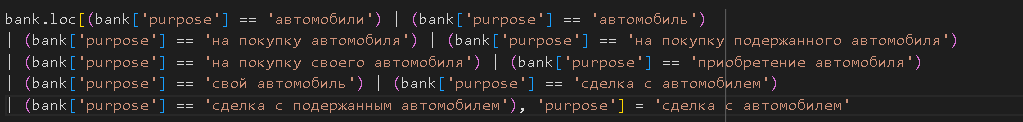 bank.loc[(bank['purpose'] == 'автомобили') | (bank['purpose'] == 'автомобиль')
| (bank['purpose'] == 'на покупку автомобиля') | (bank['purpose'] == 'на покупку подержанного автомобиля')
| (bank['purpose'] == 'на покупку своего автомобиля') | (bank['purpose'] == 'приобретение автомобиля')
| (bank['purpose'] == 'свой автомобиль') | (bank['purpose'] == 'сделка с автомобилем')
| (bank['purpose'] == 'сделка с подержанным автомобилем'), 'purpose'] = 'сделка с автомобилем'